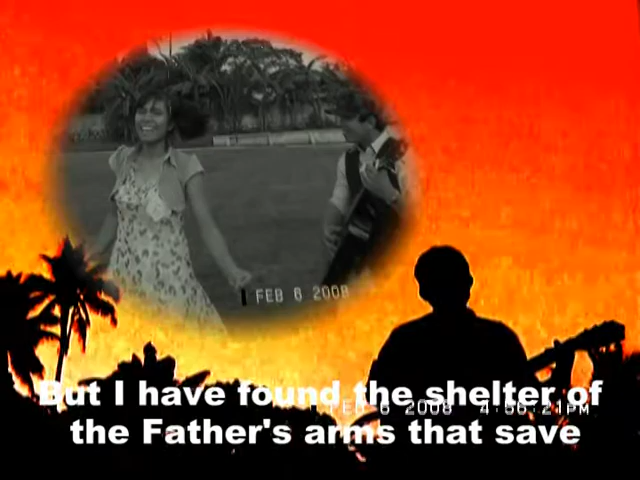 FEB 6 2008
But I have found the shelter of
FEB 6 2008 4:56:21PM
the Father's arms that save